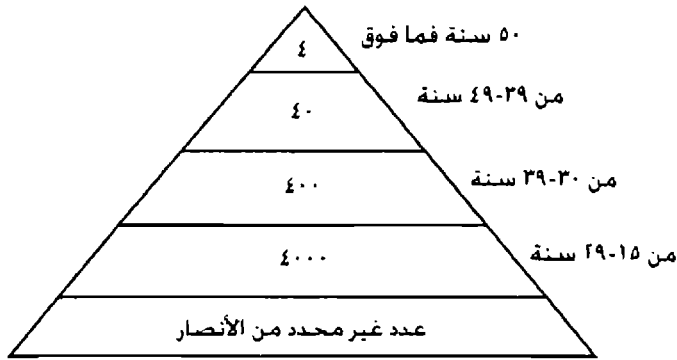 ٤
٥٠ سنة فما فوق
٤٠
من ٣٩-٤٩ سنة
٤٠٠
من ٣٠-٣٩ سنة
٤٠٠٠
من ١٥-٢٩ سنة
عدد غير محدد من الأنصار